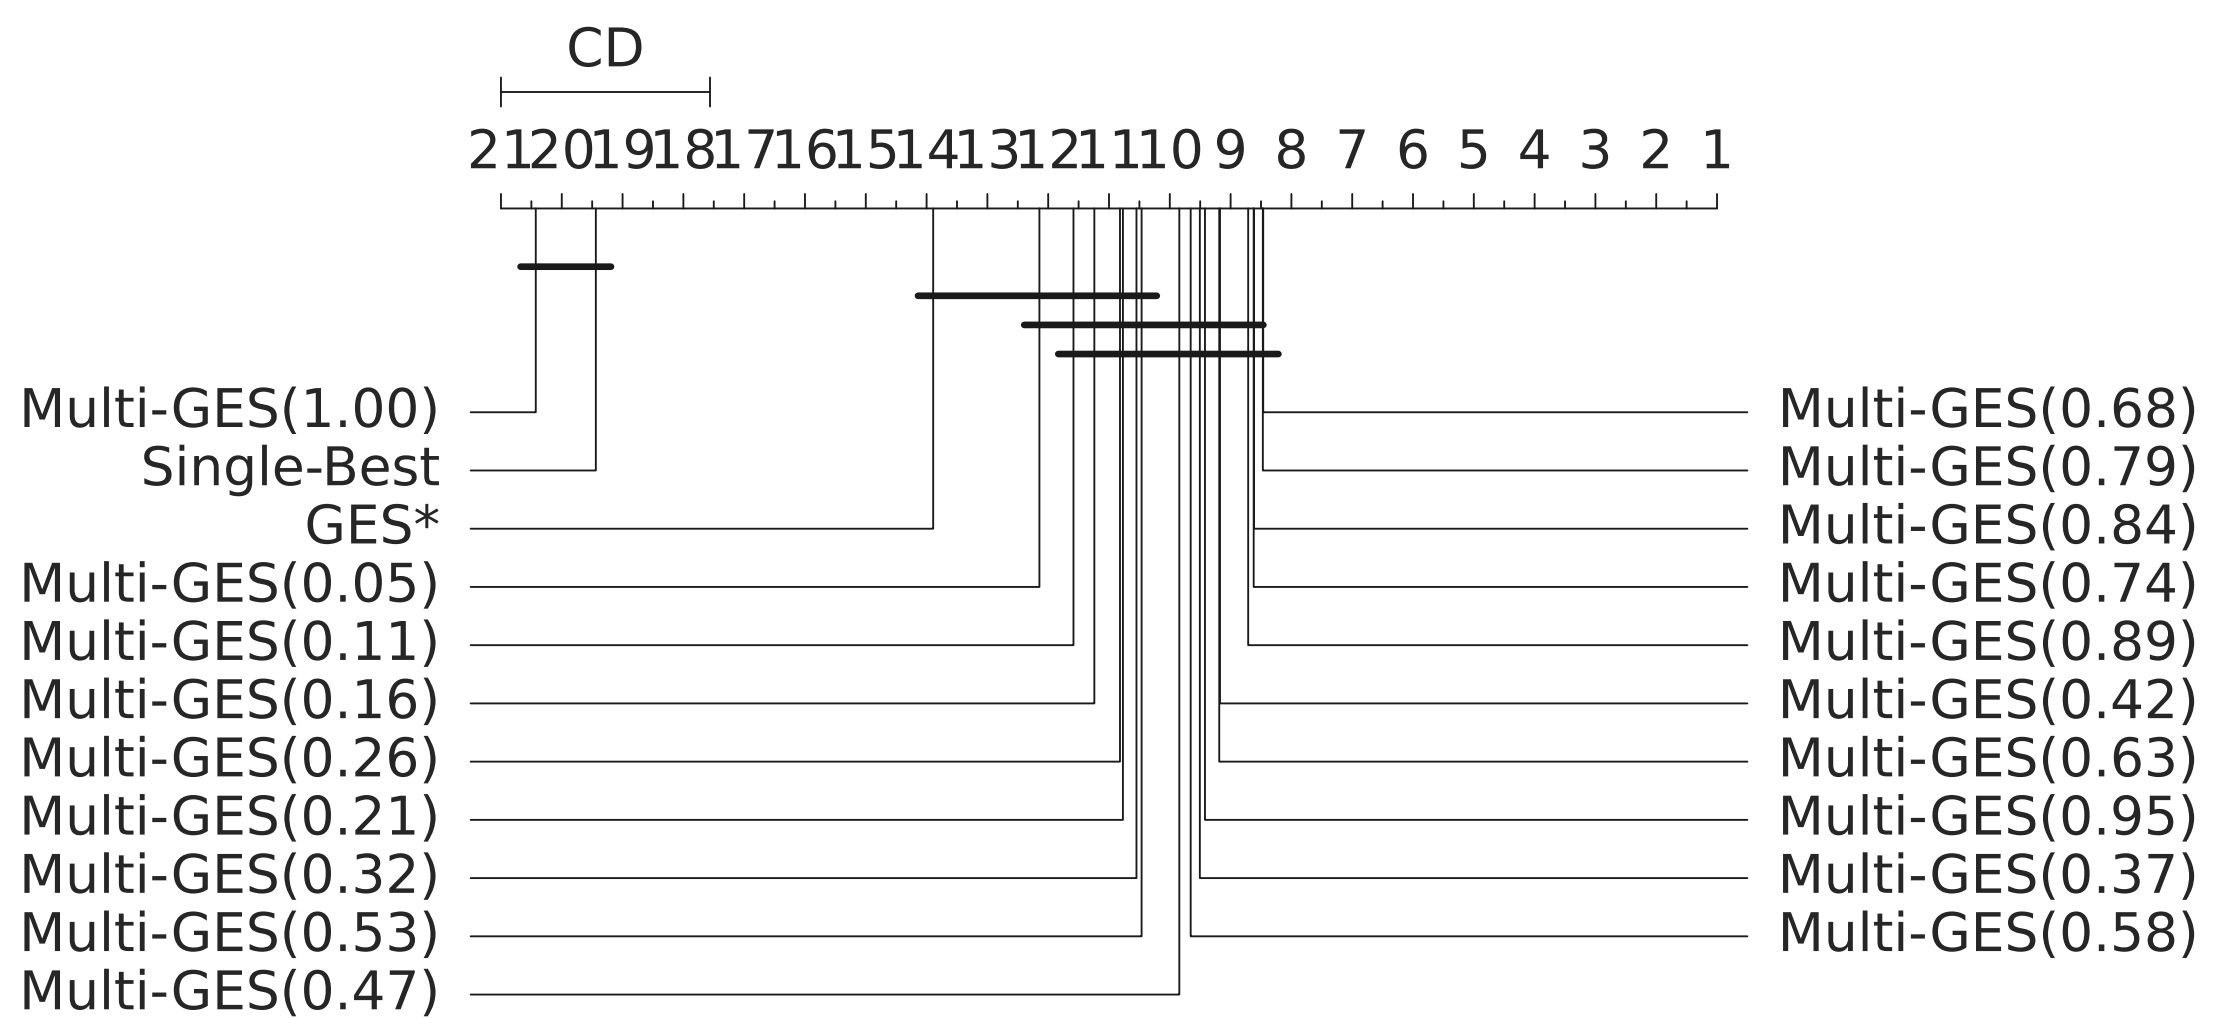 CD
21 20 19 18 17 16 15 14 13 12 11 10 9 8 7 6 5 4 3 2 1
Multi-GES(1.00) Multi-GES(0.68)
Single-Best Multi-GES(0.79)
GES* Multi-GES(0.84)
Multi-GES(0.05) Multi-GES(0.74)
Multi-GES(0.11) Multi-GES(0.89)
Multi-GES(0.16) Multi-GES(0.42)
Multi-GES(0.26) Multi-GES(0.63)
Multi-GES(0.21) Multi-GES(0.95)
Multi-GES(0.32) Multi-GES(0.37)
Multi-GES(0.53) Multi-GES(0.58)
Multi-GES(0.47)